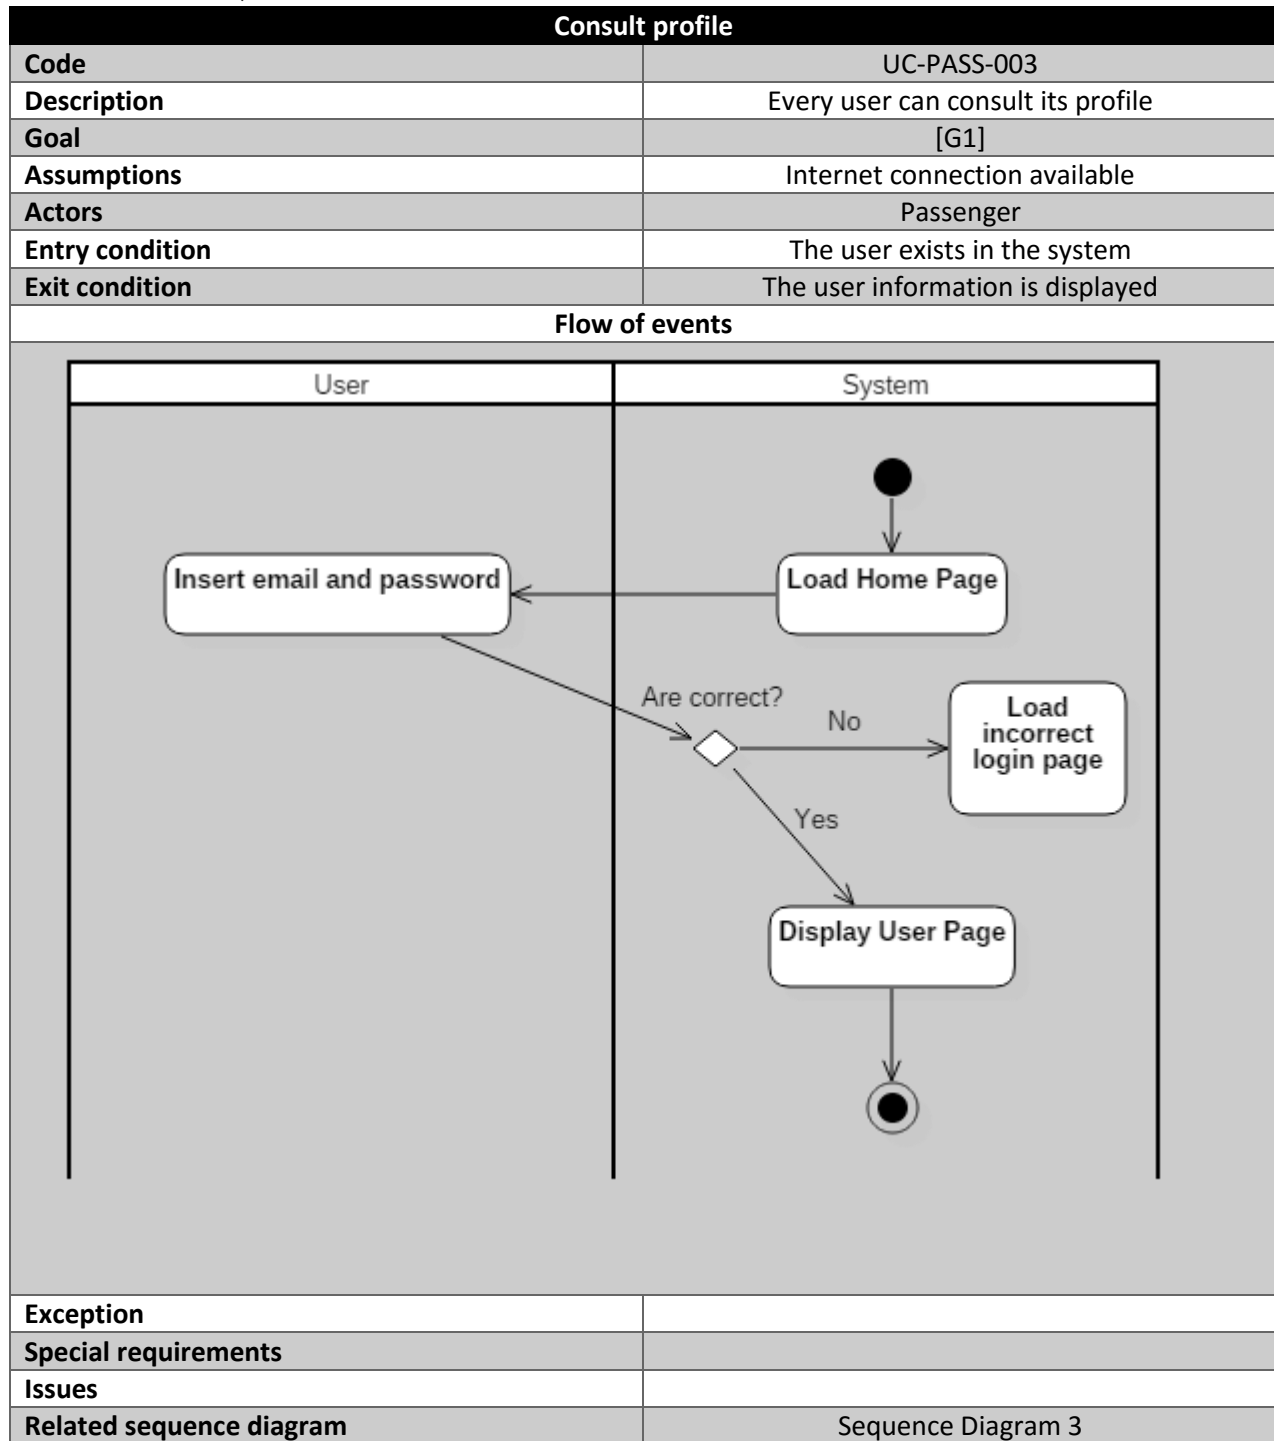 Consult profile
Code UC-PASS-003
Description Every user can consult its profile
Goal [G1]
Assumptions Internet connection available
Actors Passenger
Entry condition The user exists in the system
Exit condition The user information is displayed
Flow of events
User System
Insert email and password Load Home Page
Are correct?
No
Load
incorrect
login page
Yes
Display User Page
Exception
Special requirements
Issues
Related sequence diagram Sequence Diagram 3